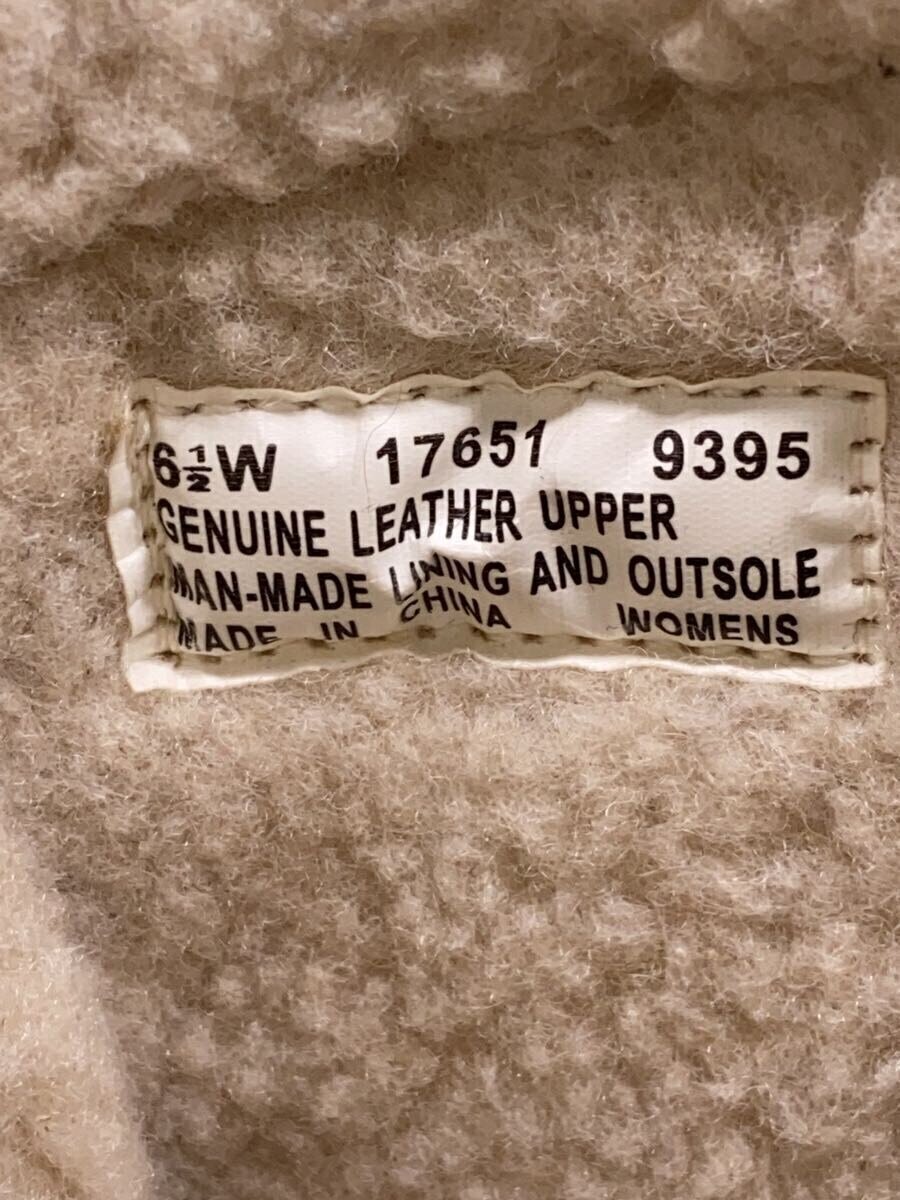 6½W 17651 9395
GENUINE LEATHER UPPER
MAN-MADE LINING AND OUTSOLE
MADE IN CHINA WOMENS